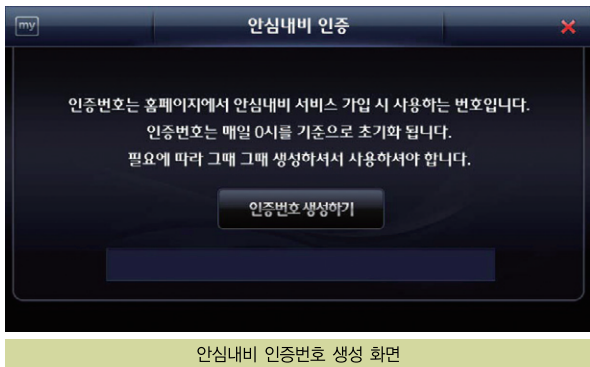 my
안심내비 인증
인증번호는 홈페이지에서 안심내비 서비스 가입 시 사용하는 번호입니다.
인증번호는 매일 0시를 기준으로 초기화 됩니다.
필요에 따라 그때 그때 생성하셔서 사용하셔야 합니다.
인증번호 생성하기
안심내비 인증번호 생성 화면